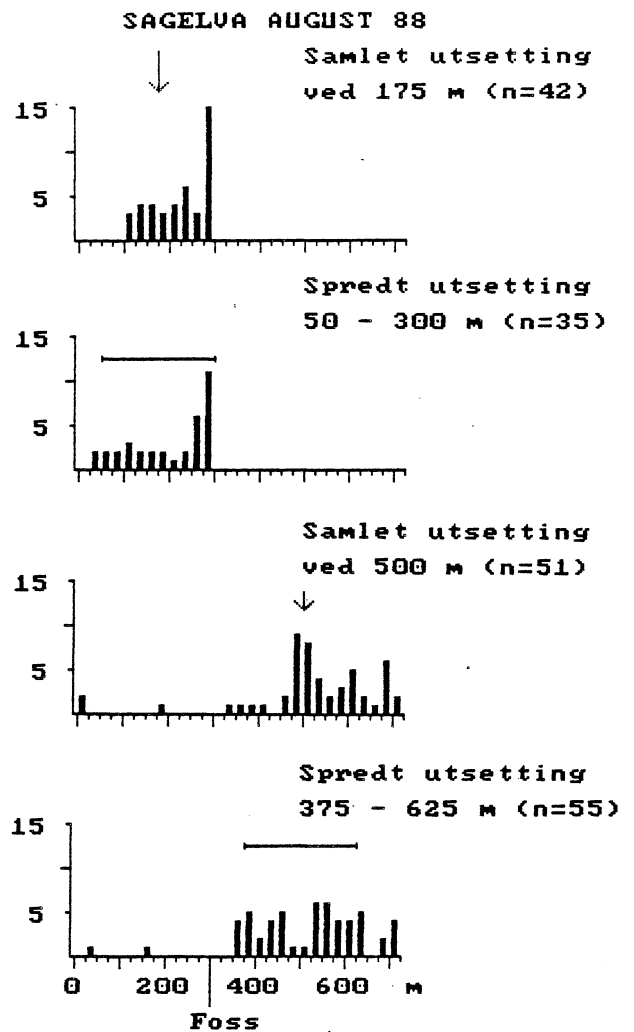 SAGELVA AUGUST 88
Samlet utsetting
ved 175 m (n=42)
15
5
Spredt utsetting
50 - 300 m (n=35)
15
5
Samlet utsetting
ved 500 m (n=51)
15
5
Spredt utsetting
375 - 625 m (n=55)
15
5
0 200 400 600 m
Foss